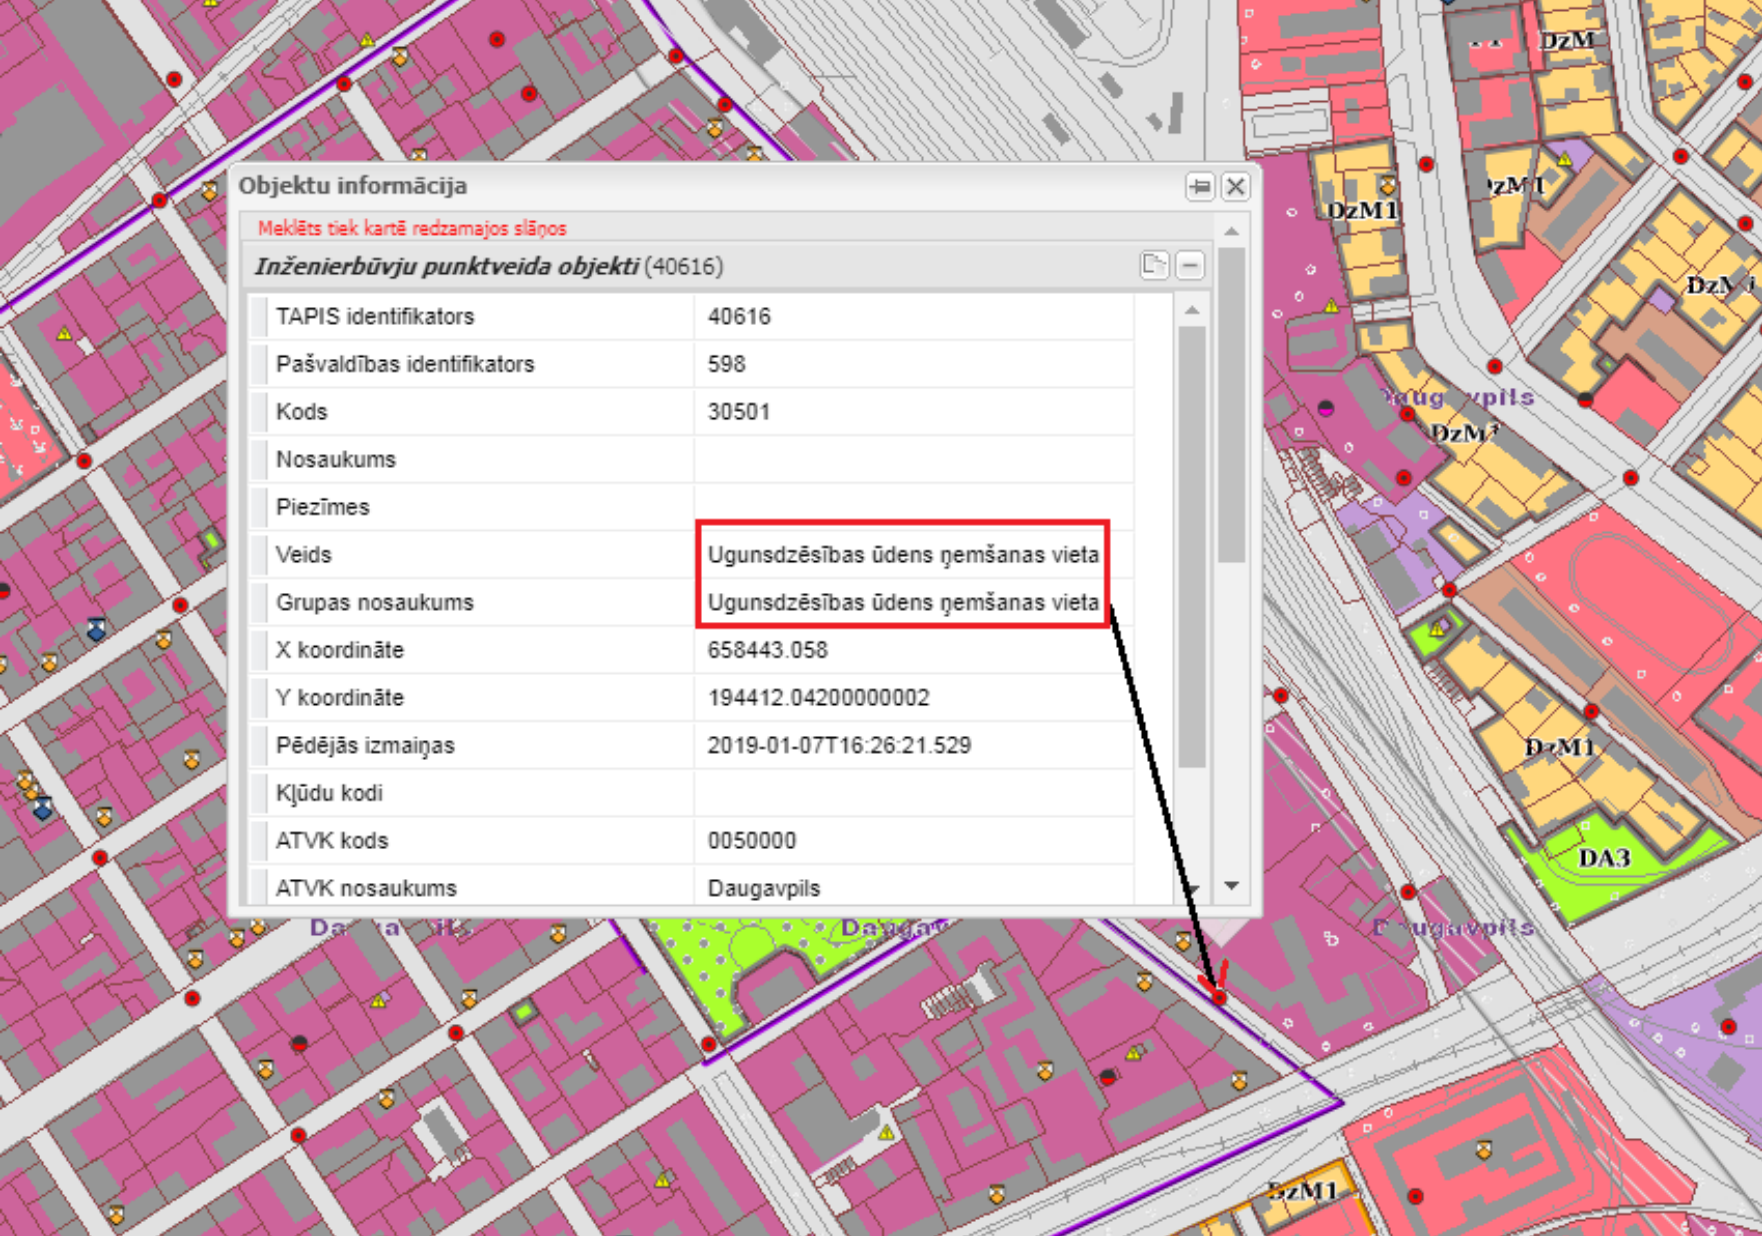 DzM
DzM1
DzM1
Objektu informācija
Meklēts tiek kartē redzamajos slāņos
Inženierbūvju punktveida objekti (40616)
TAPIS identifikators 40616
Pašvaldības identifikators 598
Kods 30501
Nosaukums
Piezīmes
Veids Ugunsdzēsības ūdens ņemšanas vieta
Grupas nosaukums Ugunsdzēsības ūdens ņemšanas vieta
X koordināte 658443.058
Y koordināte 194412.04200000002
Pēdējās izmaiņas 2019-01-07T16:26:21.529
Kļūdu kodi
ATVK kods 0050000
ATVK nosaukums Daugavpils
DzM1
DA3
Daugavpils
DzM1